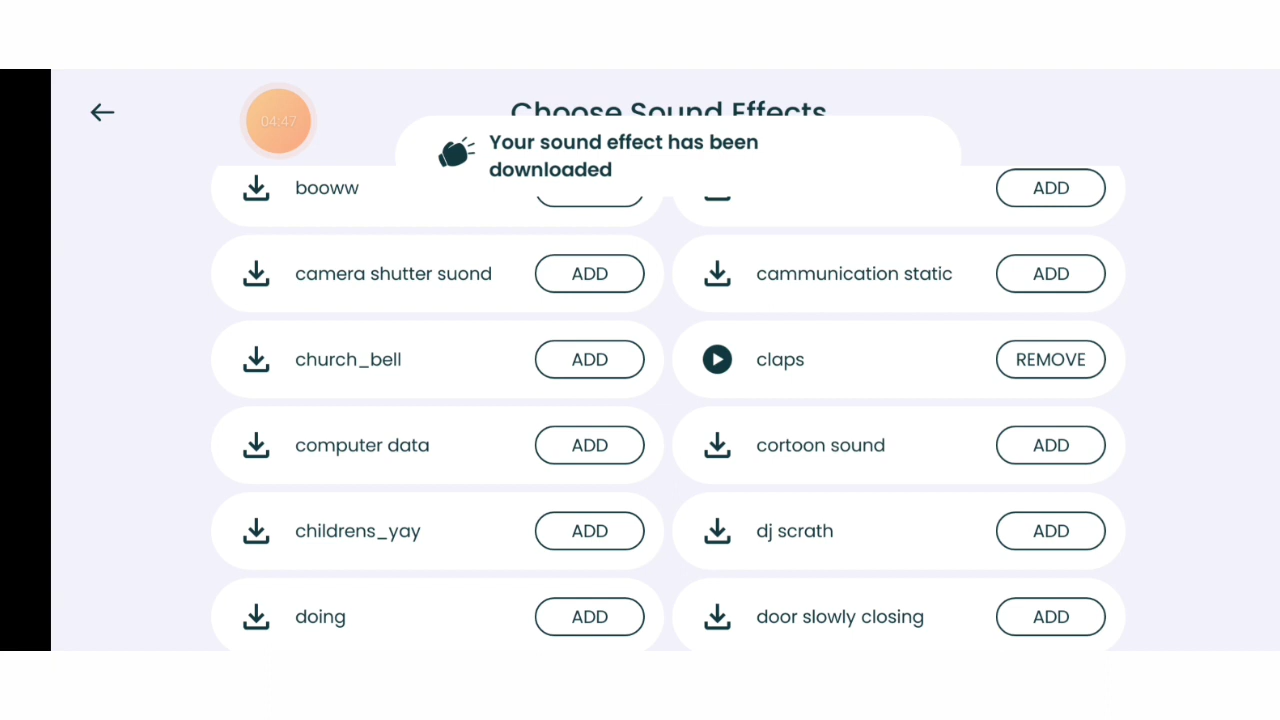 04:47
Choose Sound Effects
Your sound effect has been
downloaded
booww
ADD
camera shutter suond
ADD
cammunication static
ADD
church_bell
ADD
claps
REMOVE
computer data
ADD
cortoon sound
ADD
childrens_yay
ADD
dj scrath
ADD
doing
ADD
door slowly closing
ADD